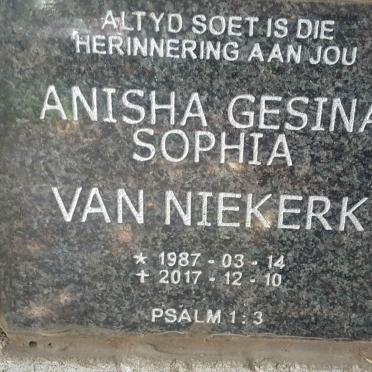 ALTYD SOET IS DIE
HERINNERING AAN JOU
ANISHA GESINA
SOPHIA
VAN NIEKERK
* 1987 - 03 - 14
✝ 2017 - 12 - 10
PSALM 1 : 3